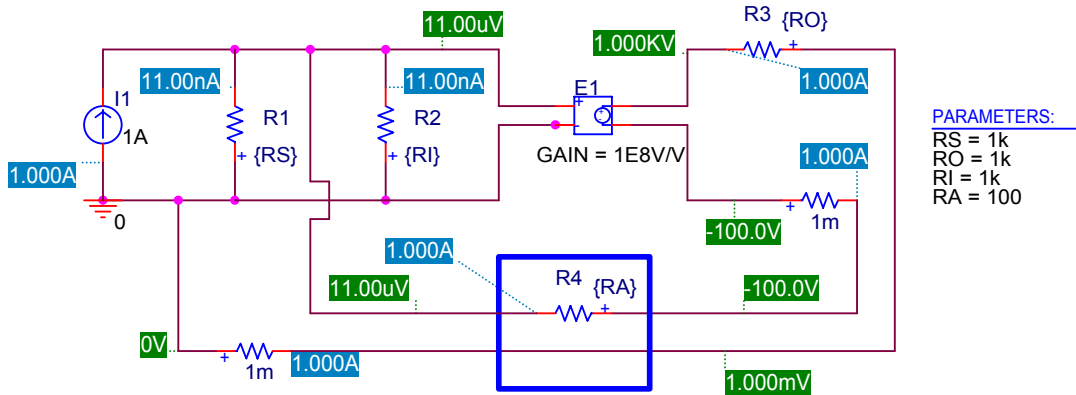 11.00uV
R3 {RO}
1.000KV
11.00nA
11.00nA
1.000A
E1
I1
R1
R2
+
PARAMETERS:
1A
-
RS = 1k
+ {RS}
+ {RI}
GAIN = 1E8V/V
1.000A
RO = 1k
1.000A
RI = 1k
RA = 100
0
+
1m
-100.0V
1.000A
R4 {RA}
11.00uV
+
-100.0V
0V
+
1m
1.000A
1.000mV